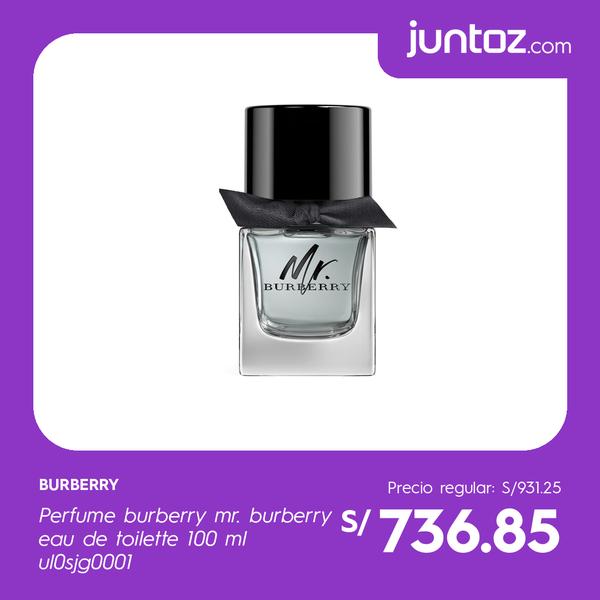 juntoz.com
Mr.
BURBERRY
BURBERRY
Perfume burberry mr. burberry
eau de toilette 100 ml
ul0sjg0001
Precio regular: S/931.25
S/ 736.85